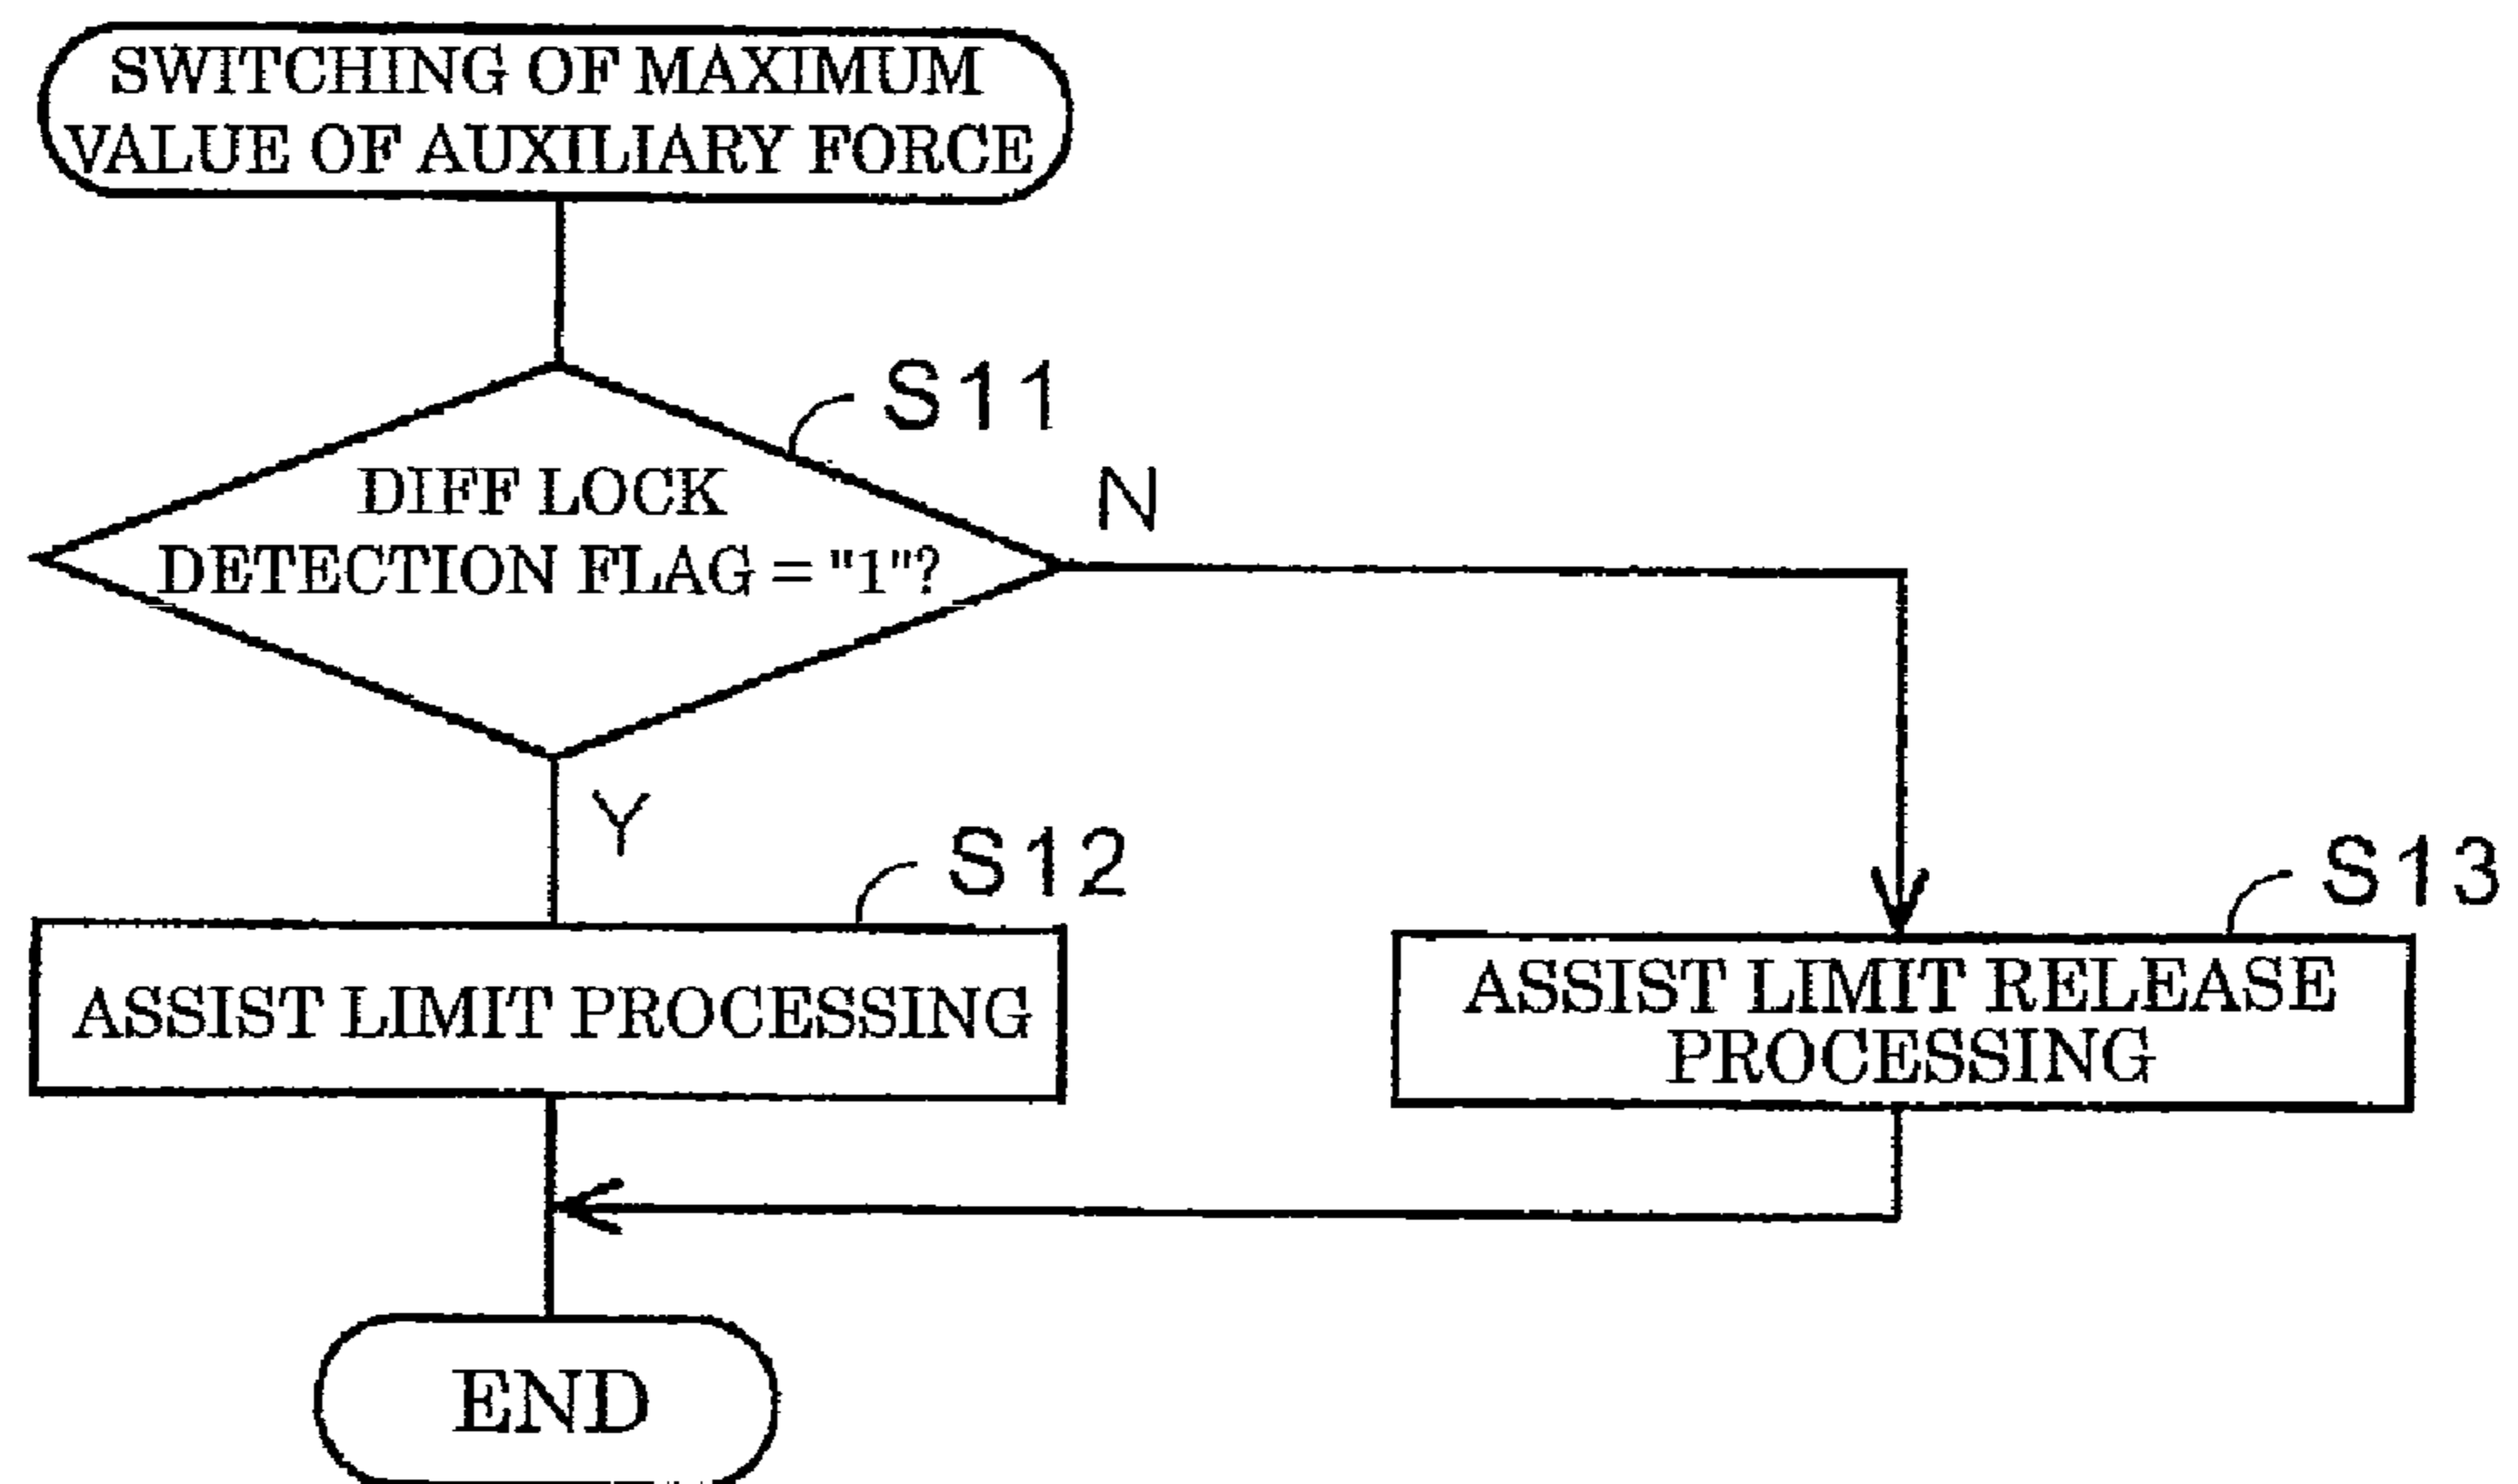 SWITCHING OF MAXIMUM
VALUE OF AUXILIARY FORCE
S11
DIFF LOCK
DETECTION FLAG = "1"?
N
Y
S12
ASSIST LIMIT PROCESSING
S13
ASSIST LIMIT RELEASE
PROCESSING
END